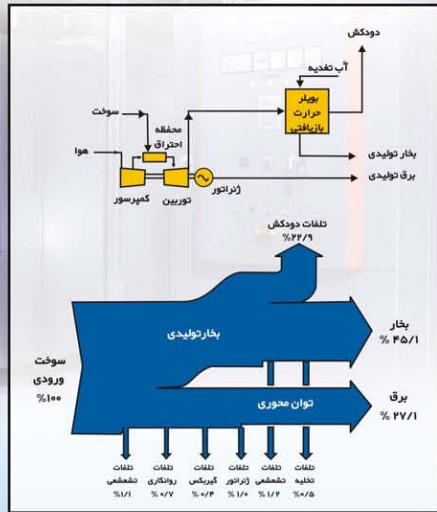 دودکش
آب تغذیه
سوخت
محفظه
احتراق
بویلر
حرارت
بازیافتی
هوا
بخار تولیدی
برق تولیدی
ژنراتور
کمپرسور
توربین
تلفات دودکش
%۲۲/۹
بخارتولیدی
بخار
% ۴۵/۱
سوخت
ورودی
%۱۰۰
توان محوری
برق
% ۲۷/۱
تلفات
تشعشعی
%۱/۱
تلفات
روانکاری
% ۰/۷
تلفات
گیربکس
% ۰/۴
تلفات
ژنراتور
%۱/۰
تلفات
تشعشعی
% ۱/۲
تلفات
تخلیه
%۰/۵